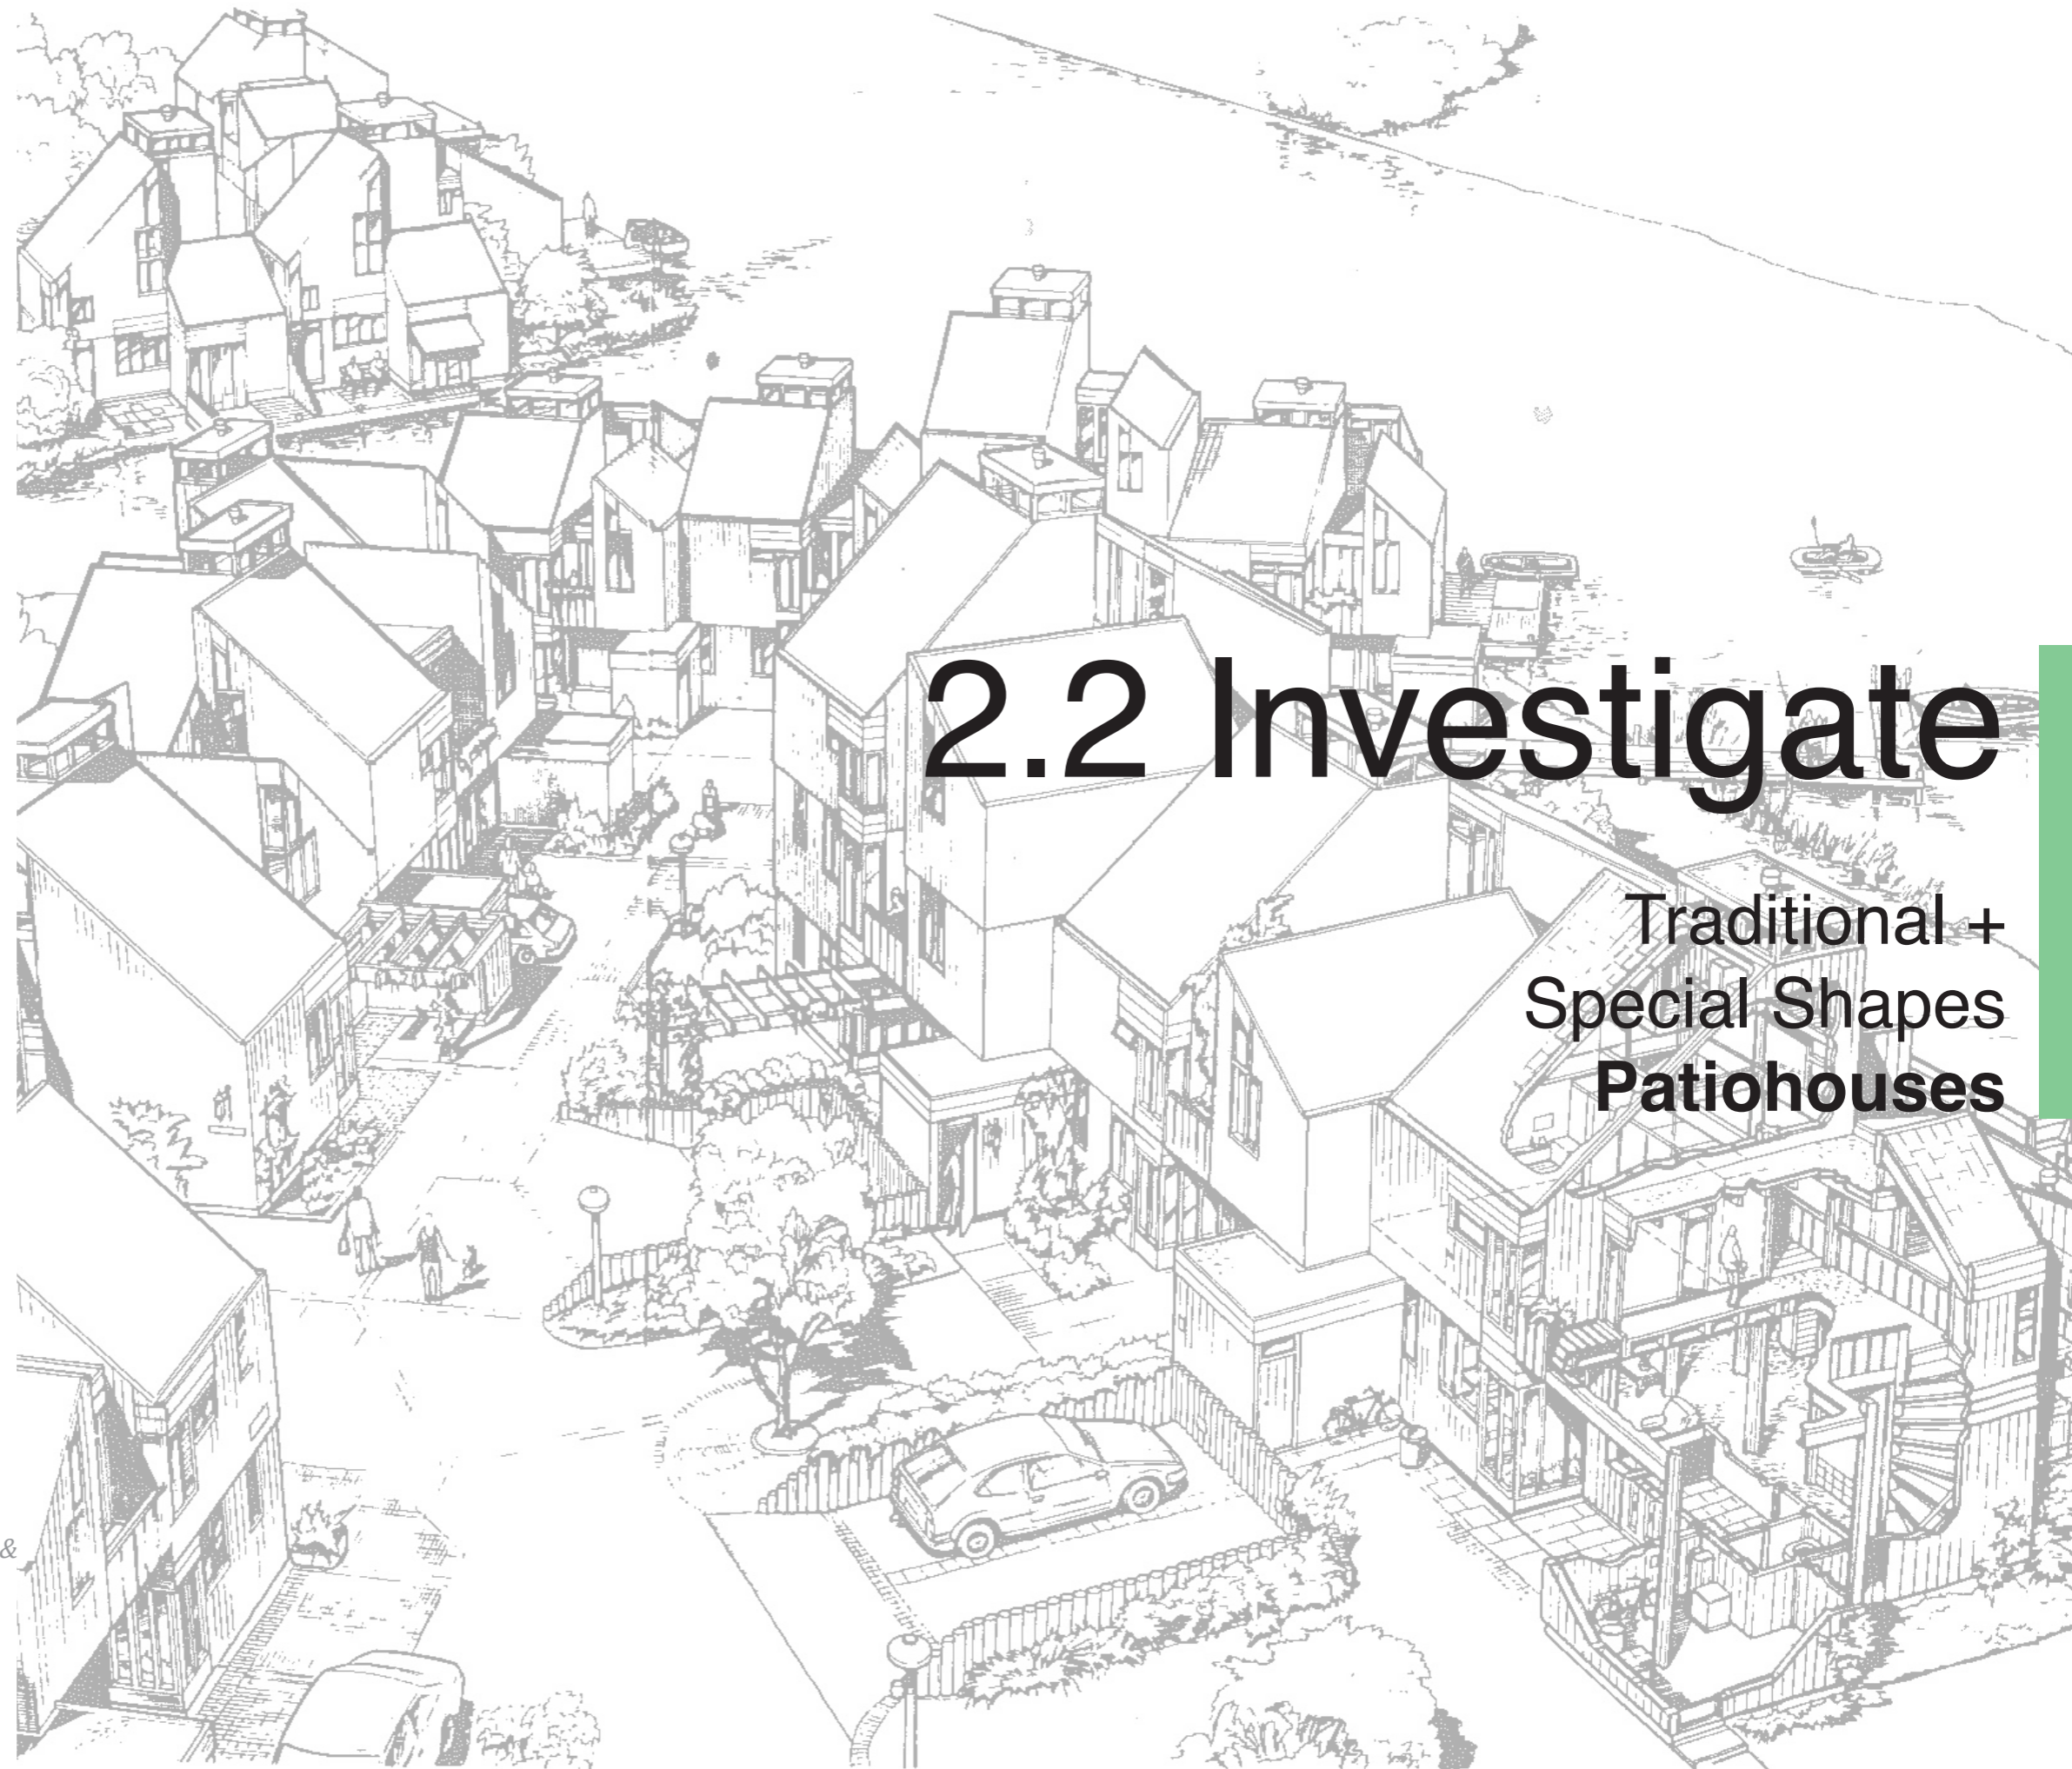 2.2 Investigate
Traditional +
Special Shapes
Patiohouses
&